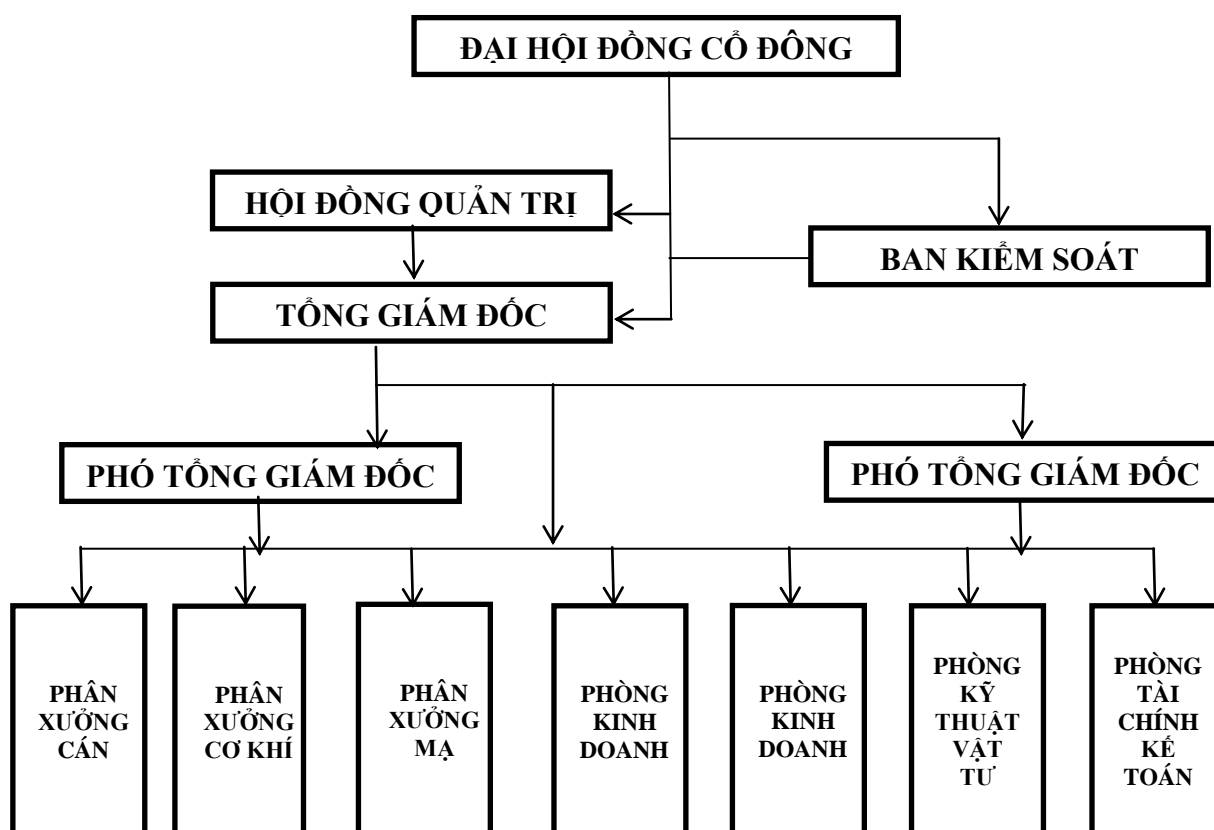 ĐẠI HỘI ĐỒNG CỔ ĐÔNG
HỘI ĐỒNG QUẢN TRỊ
BAN KIỂM SOÁT
TỔNG GIÁM ĐỐC
PHÓ TỔNG GIÁM ĐỐC
PHÓ TỔNG GIÁM ĐỐC
PHÂN
XƯỞNG
CÁN
PHÂN
XƯỞNG
CƠ KHÍ
PHÂN
XƯỞNG
MẠ
PHÒNG
KINH
DOANH
PHÒNG
KINH
DOANH
PHÒNG
KỸ
THUẬT
VẬT
TƯ
PHÒNG
TÀI
CHÍNH
KẾ
TOÁN